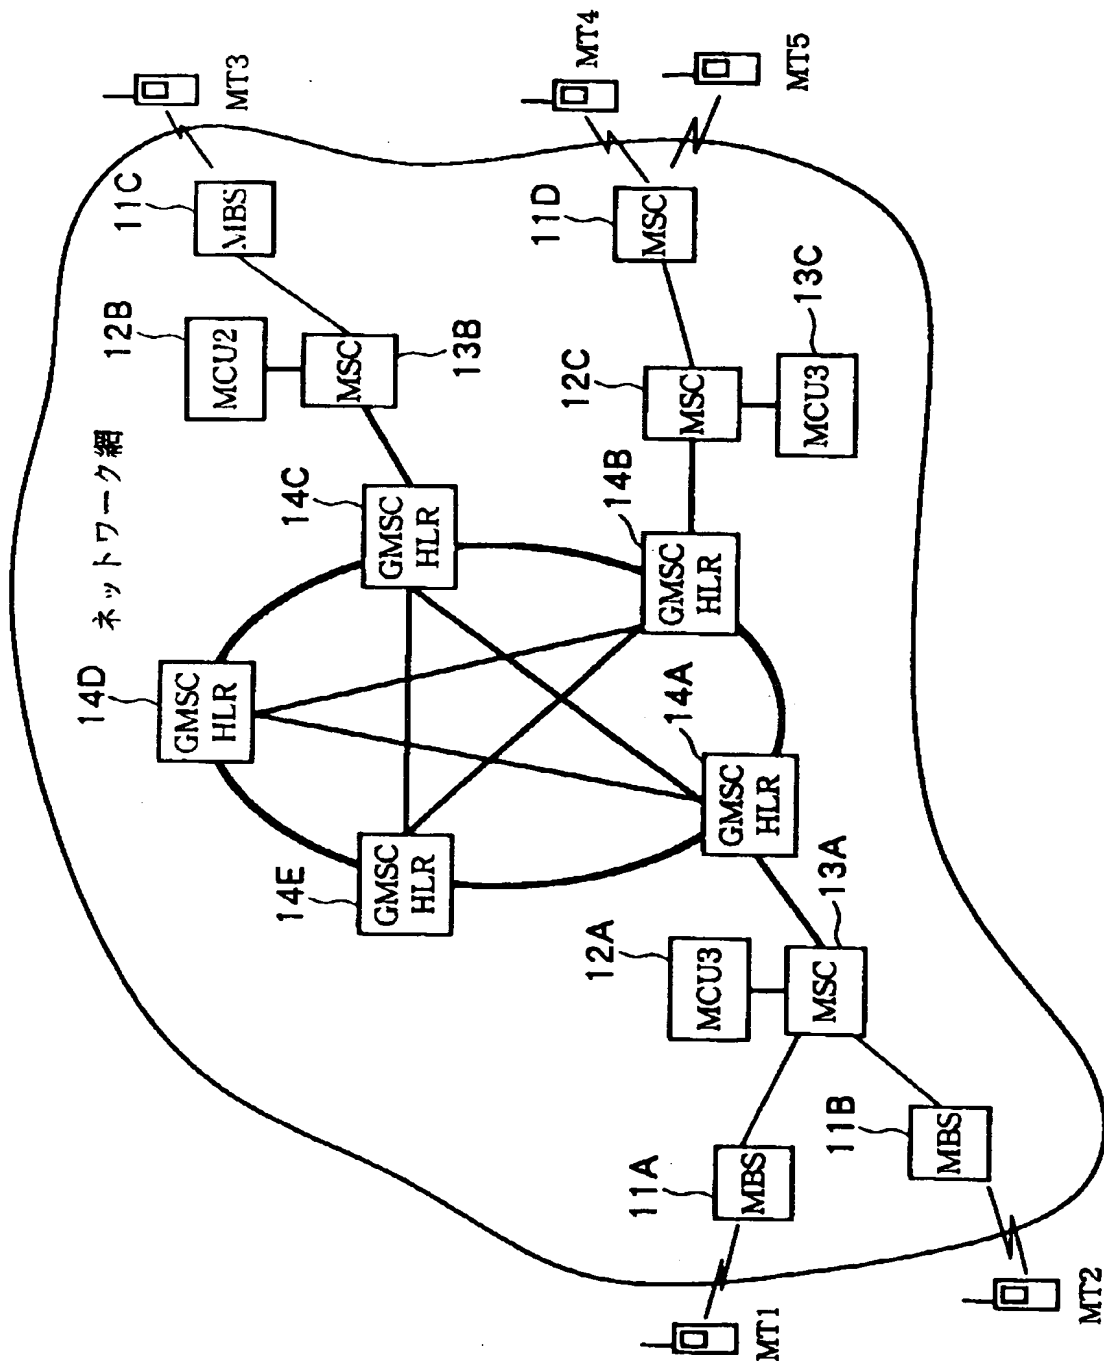 ネットワーク網
MT3
11C
MBS
12B
MCU2
MSC
13B
14C
GMSC
HLR
14D
GMSC
HLR
14E
GMSC
HLR
14B
GMSC
HLR
14A
GMSC
HLR
MT4
MT5
11D
MSC
12C
MSC
13C
MCU3
12A
MCU3
13A
MSC
11A
MBS
11B
MBS
MT1
MT2